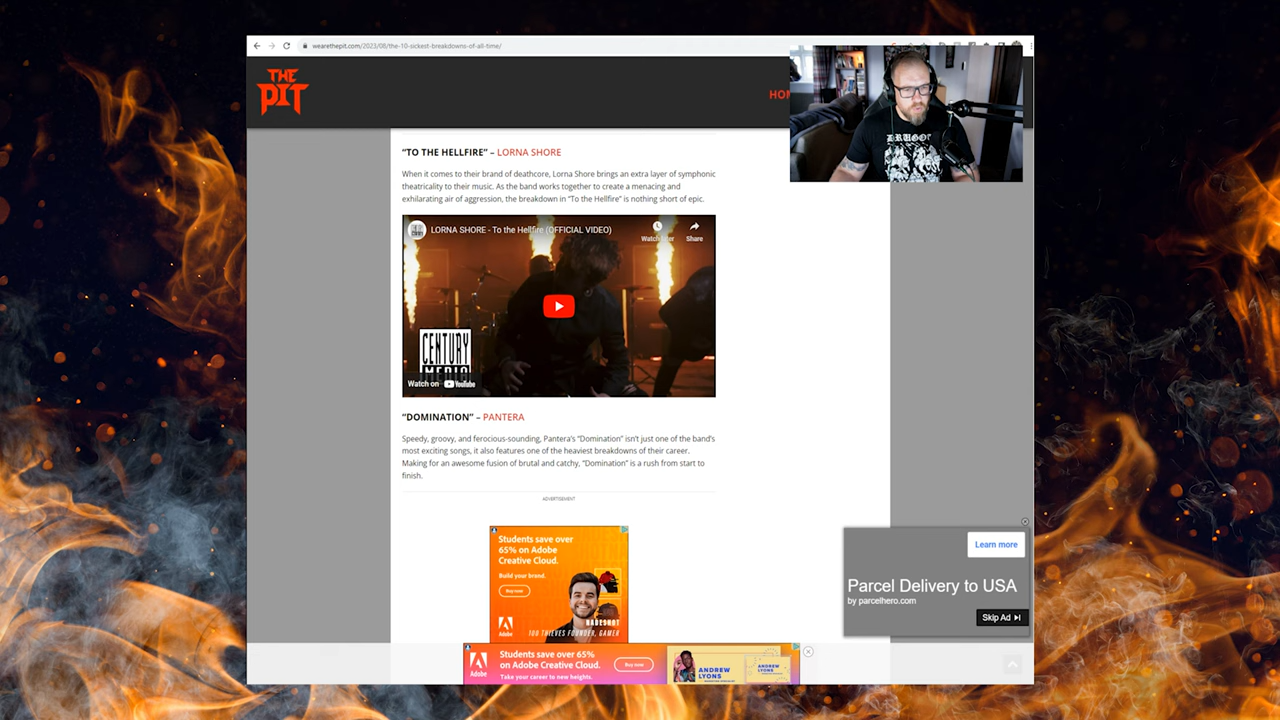 wearethepit.com/2023/08/the-10-sickest-breakdowns-of-all-time/
THE
PIT
"TO THE HELLFIRE" – LORNA SHORE
When it comes to their brand of deathcore, Lorna Shore brings an extra layer of symphonic
theatricality to their music. As the band works together to create a menacing and
exhilarating air of aggression, the breakdown in "To the Hellfire" is nothing short of epic.
LORNA SHORE - To the Hellfire (OFFICIAL VIDEO)
Watch later
Share
CENTURY
MEDIA
Watch on YouTube
"DOMINATION" – PANTERA
Speedy, groovy, and ferocious-sounding, Pantera's "Domination" isn't just one of the band's
most exciting songs, it also features one of the heaviest breakdowns of their career.
Making for an awesome fusion of brutal and catchy, "Domination" is a rush from start to
finish.
ADVERTISEMENT
Students save over
65% on Adobe
Creative Cloud.
Build your brand.
Buy now
Adobe
NADESHOT
100 THIEVES FOUNDER, GAMER
Learn more
Parcel Delivery to USA
by parcelhero.com
Skip Ad
Adobe
Students save over 65%
on Adobe Creative Cloud.
Take your career to new heights.
Buy now
ANDREW
LYONS
ANDREW
LYONS